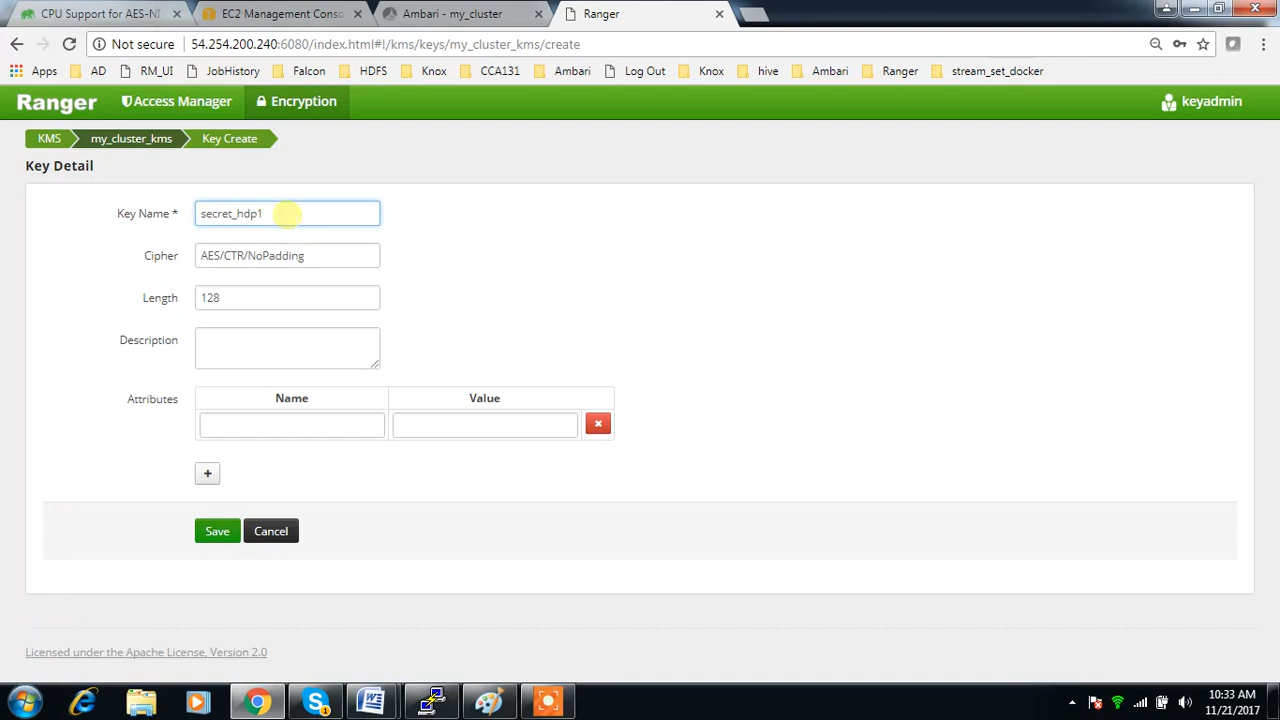 CPU Support for AES-NI
EC2 Management Conso
Ambari - my_cluster
Ranger
Not secure
54.254.200.240:6080/index.html#!/kms/keys/my_cluster_kms/create
Apps AD RM_UI JobHistory Falcon HDFS Knox CCA131 Ambari Log Out Knox hive Ambari Ranger stream_set_docker
Ranger Access Manager Encryption keyadmin
KMS my_cluster_kms Key Create
Key Detail
Key Name * secret_hdp1
Cipher AES/CTR/NoPadding
Length 128
Description
Attributes Name Value
+
Save Cancel
Licensed under the Apache License, Version 2.0
10:33 AM
11/21/2017